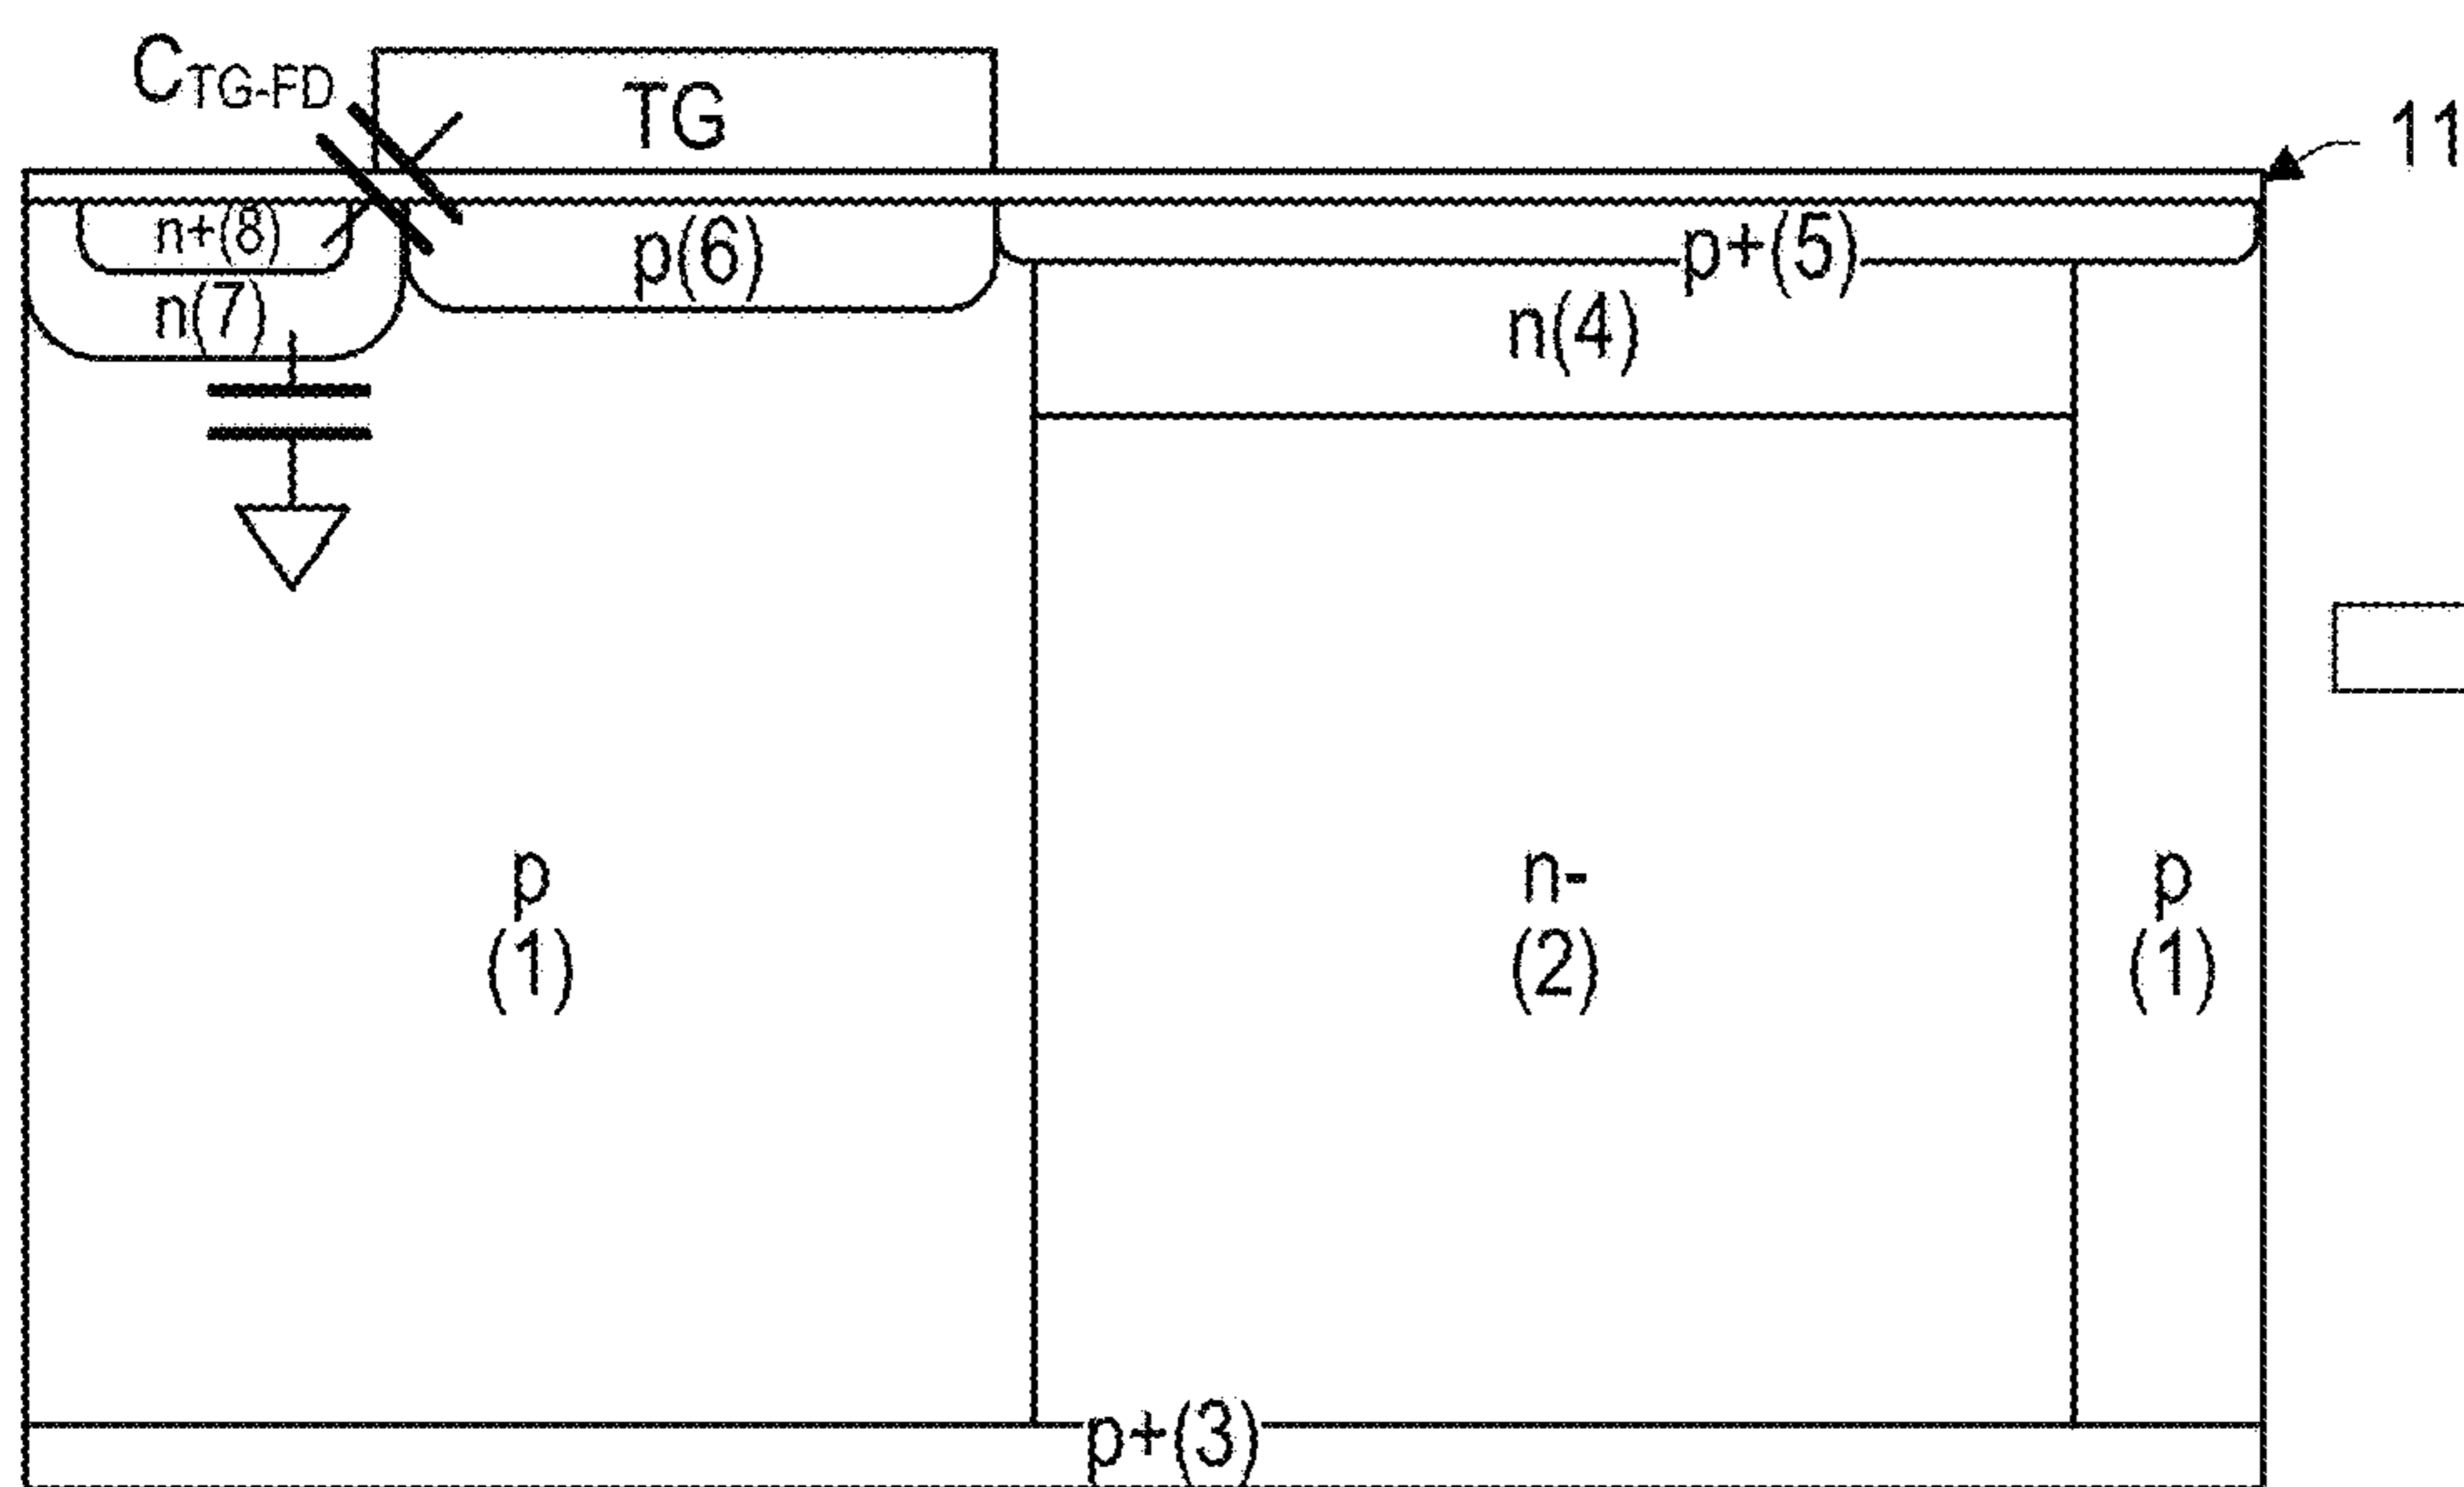 CTG-FD
TG
11
n+(8)
p(6)
p+(5)
n(7)
n(4)
p
(1)
n-
(2)
p
(1)
p+(3)